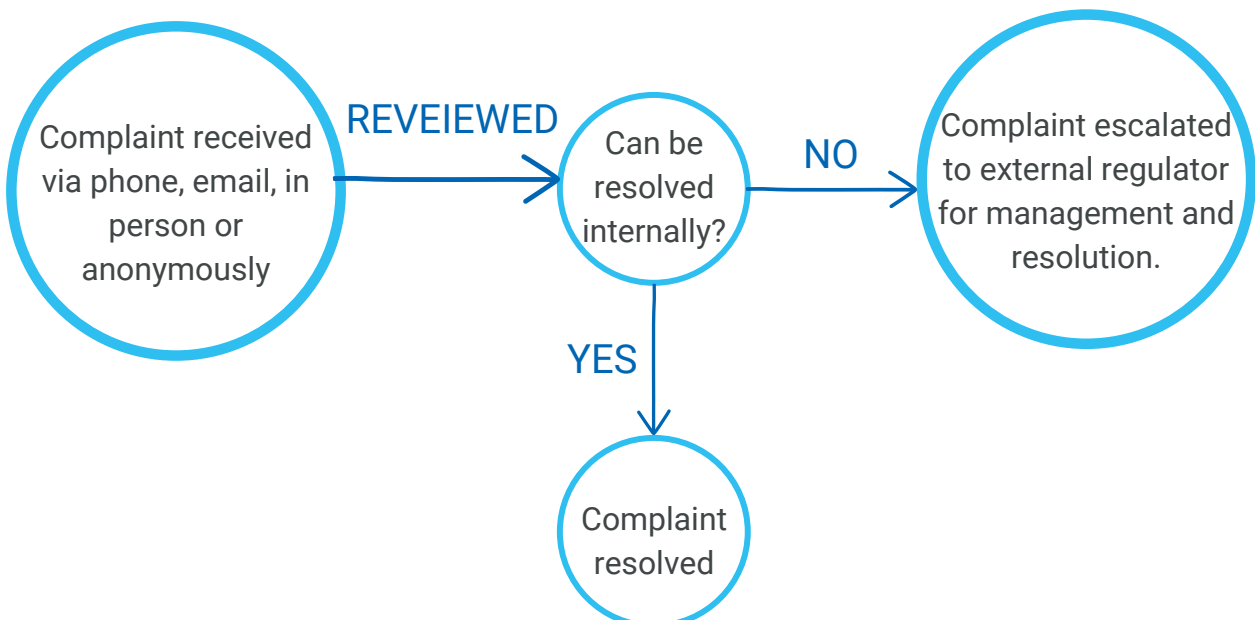 Complaint received
via phone, email, in
person or
anonymously
REVEIEWED
Can be
resolved
internally?
NO
Complaint escalated
to external regulator
for management and
resolution.
YES
Complaint
resolved